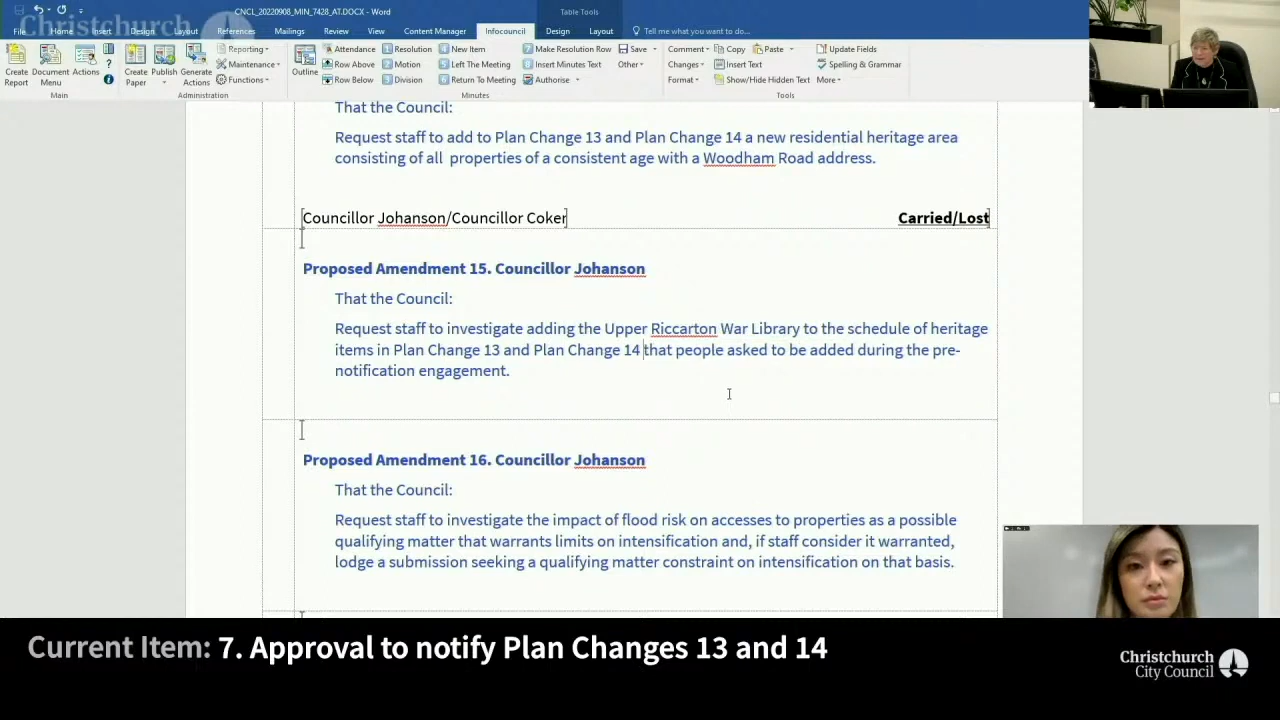 Christchurch
CNCL_20220908_MIN_7428_AT.DOCX - Word
Table Tools
File Home Insert Design Layout References Mailings Review View Content Manager Infocouncil Design Layout Tell me what you want to do...
Create Report
Document Menu
Actions
Main
Create Paper
Publish
Generate Actions
Reporting
Maintenance
Functions
Administration
Outline
Attendance
Row Above
Row Below
Resolution
Motion
Division
New Item
Left The Meeting
Return To Meeting
Make Resolution Row
Insert Minutes Text
Authorise
Save
Other
Minutes
Comment
Changes
Format
Copy
Paste
Insert Text
Show/Hide Hidden Text
Update Fields
Spelling & Grammar
More
Tools
That the Council:
Request staff to add to Plan Change 13 and Plan Change 14 a new residential heritage area
consisting of all properties of a consistent age with a Woodham Road address.
Councillor Johanson/Councillor Coker Carried/Lost
Proposed Amendment 15. Councillor Johanson
That the Council:
Request staff to investigate adding the Upper Riccarton War Library to the schedule of heritage
items in Plan Change 13 and Plan Change 14 that people asked to be added during the pre-
notification engagement.
Proposed Amendment 16. Councillor Johanson
That the Council:
Request staff to investigate the impact of flood risk on accesses to properties as a possible
qualifying matter that warrants limits on intensification and, if staff consider it warranted,
lodge a submission seeking a qualifying matter constraint on intensification on that basis.
Current Item: 7. Approval to notify Plan Changes 13 and 14
Christchurch
City Council